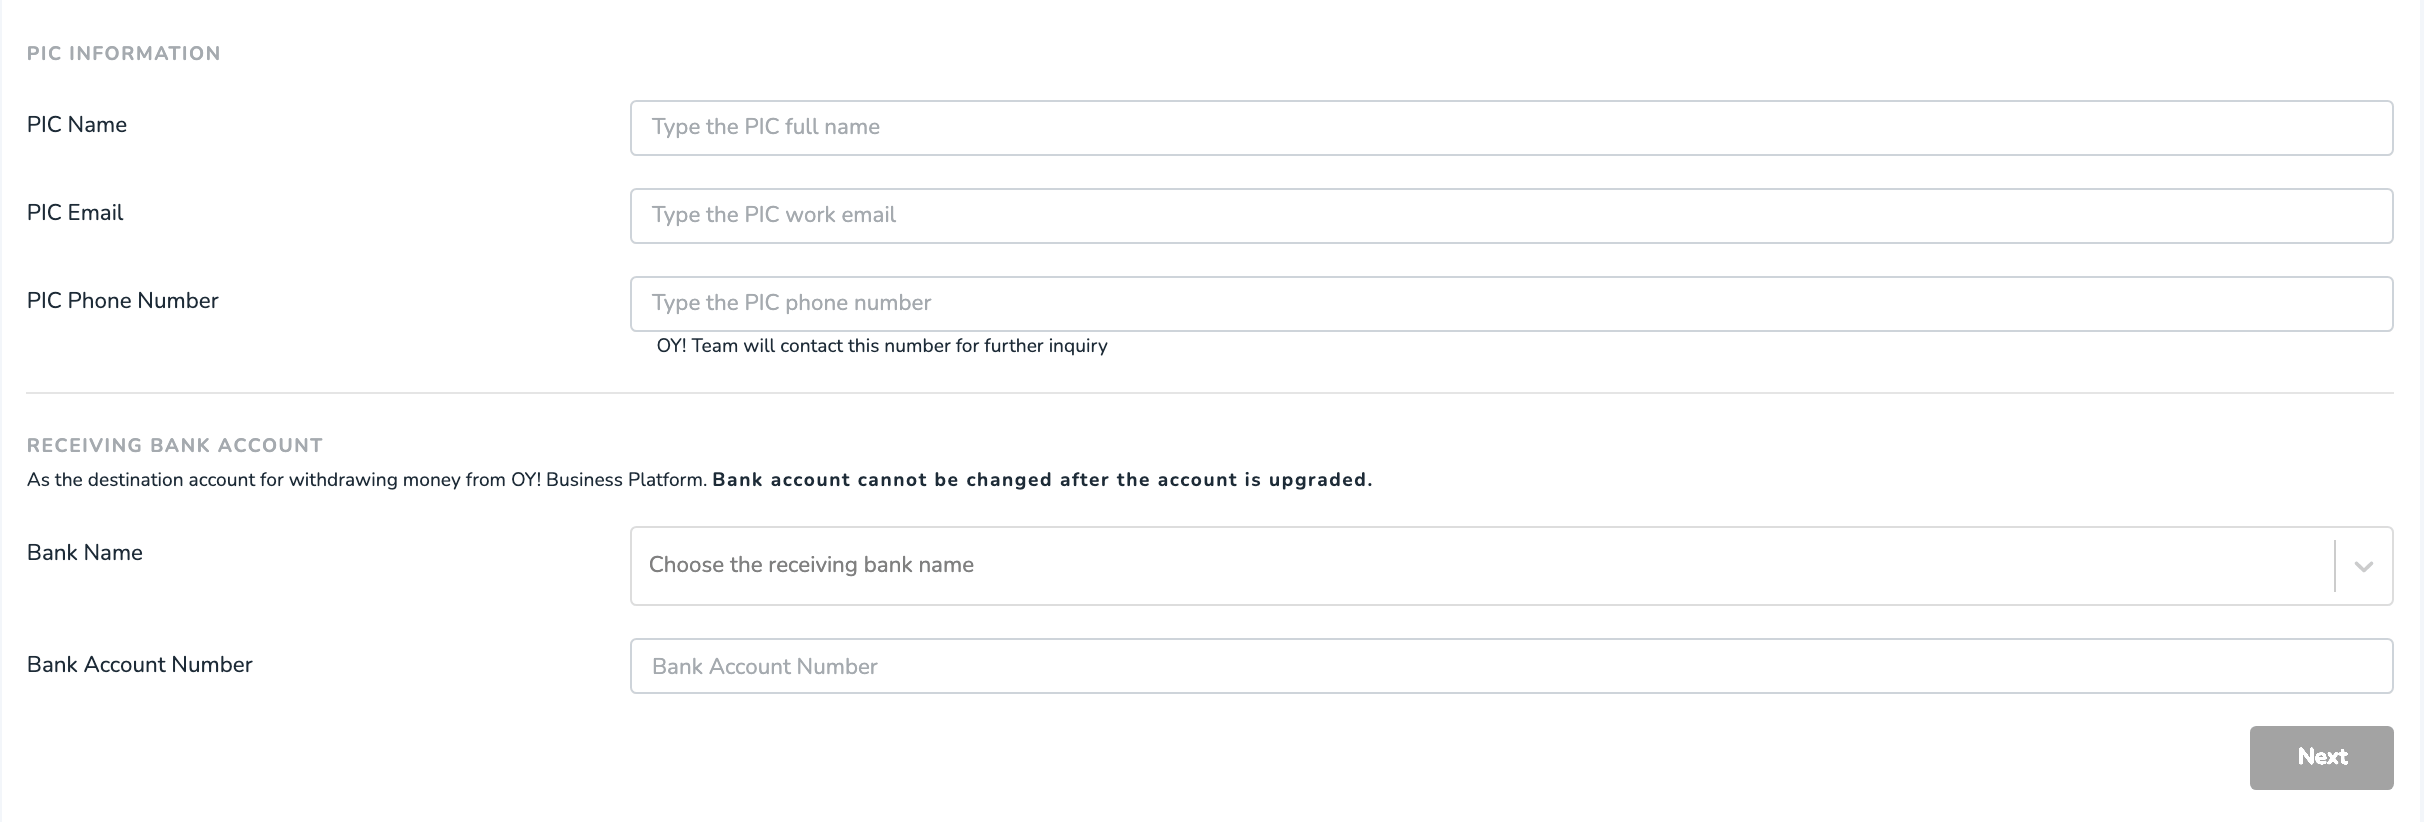 PIC INFORMATION
PIC Name
Type the PIC full name
PIC Email
Type the PIC work email
PIC Phone Number
Type the PIC phone number
OY! Team will contact this number for further inquiry
RECEIVING BANK ACCOUNT
As the destination account for withdrawing money from OY! Business Platform. Bank account cannot be changed after the account is upgraded.
Bank Name
Choose the receiving bank name
Bank Account Number
Bank Account Number
Next